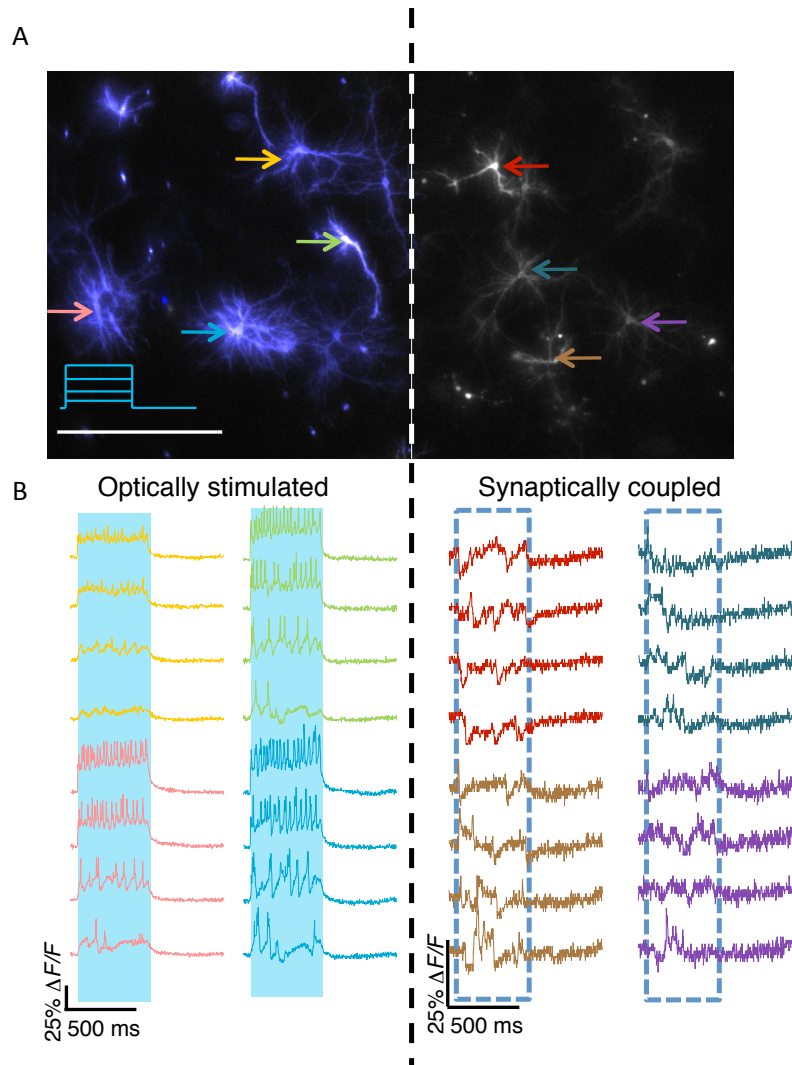 A
B
Optically stimulated
Synaptically coupled
25% ΔF/F
500 ms
25% ΔF/F
500 ms